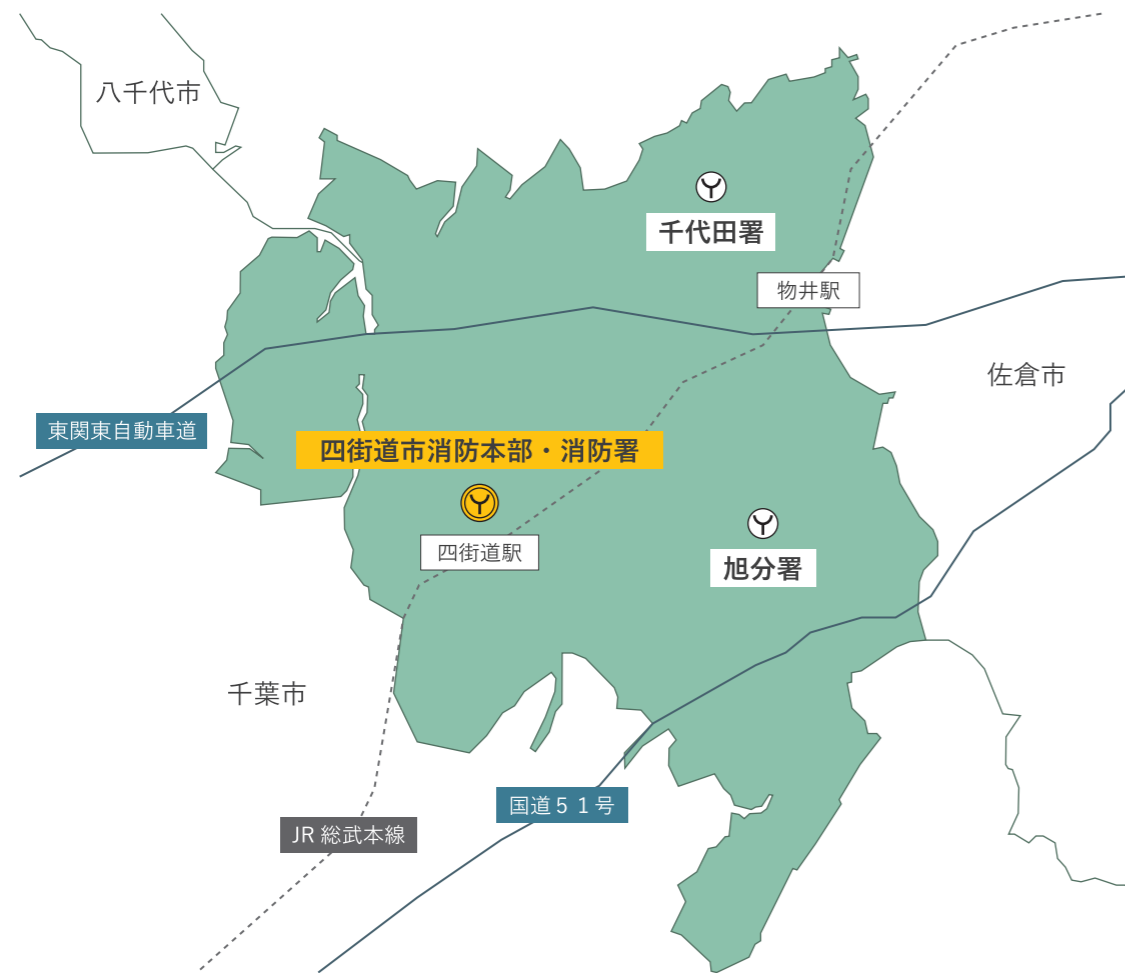 八千代市
千代田署
物井駅
佐倉市
東関東自動車道
四街道市消防本部・消防署
四街道駅
旭分署
千葉市
国道５１号
JR 総武本線